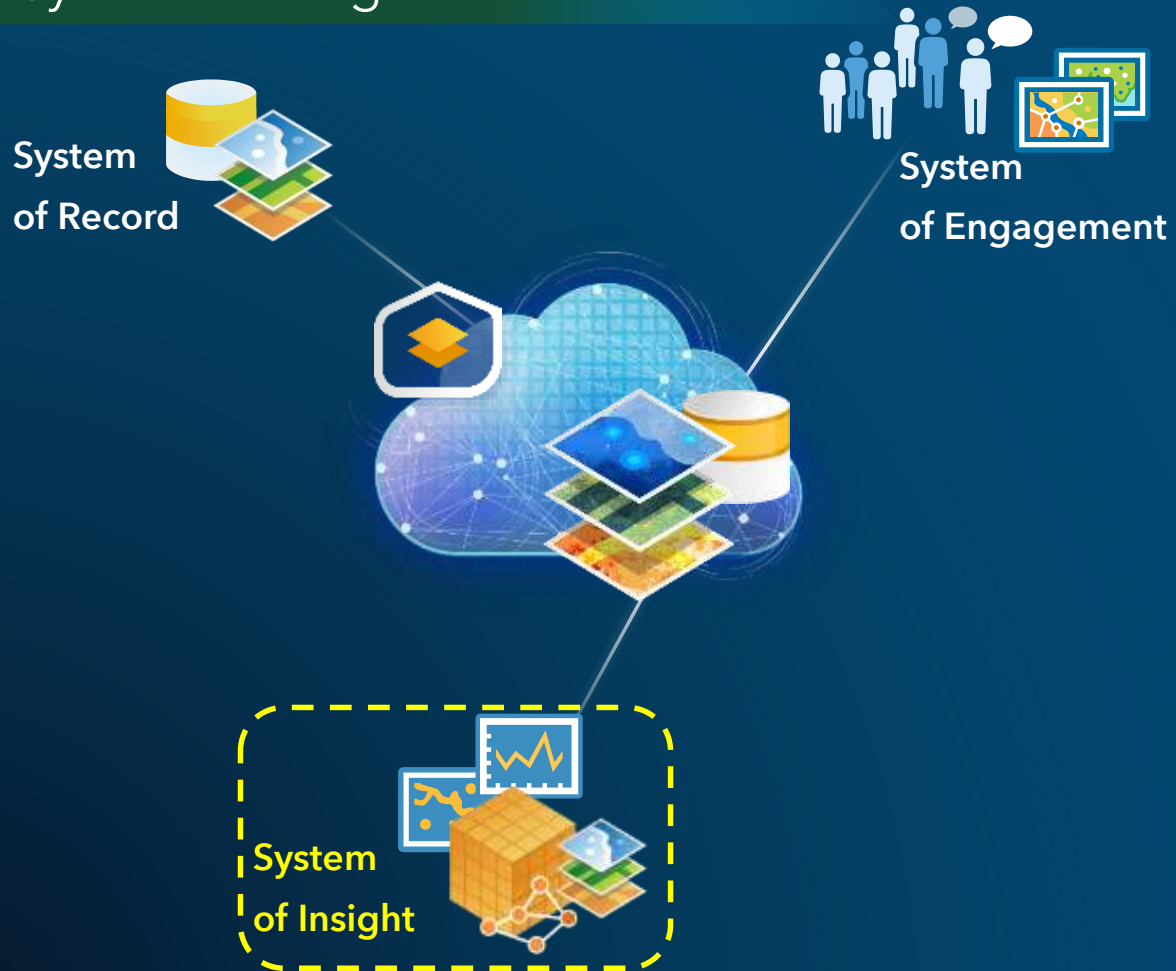 System
of Record
System
of Engagement
System
of Insight